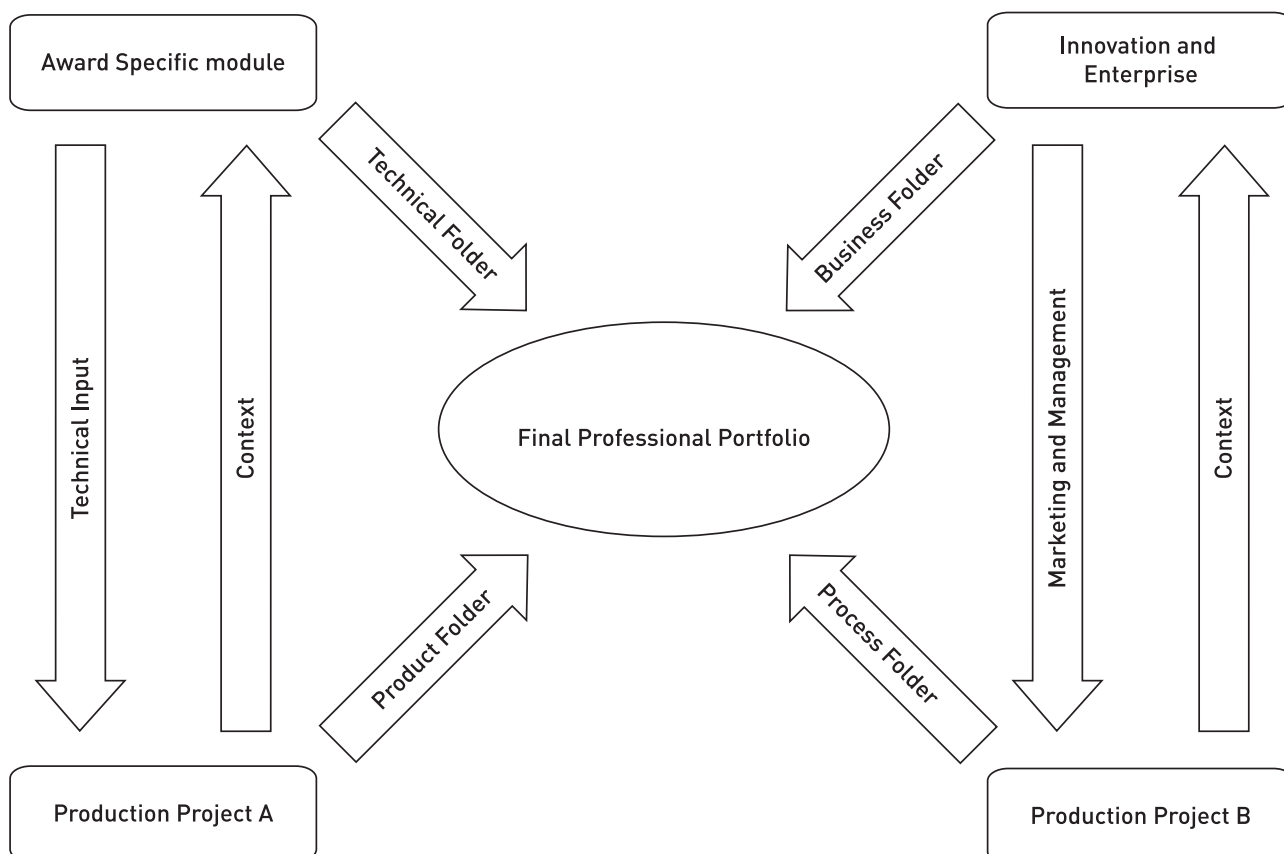 Award Specific module
Innovation and
Enterprise
Technical Folder
Business Folder
Technical Input
Context
Final Professional Portfolio
Marketing and Management
Context
Product Folder
Process Folder
Production Project A
Production Project B